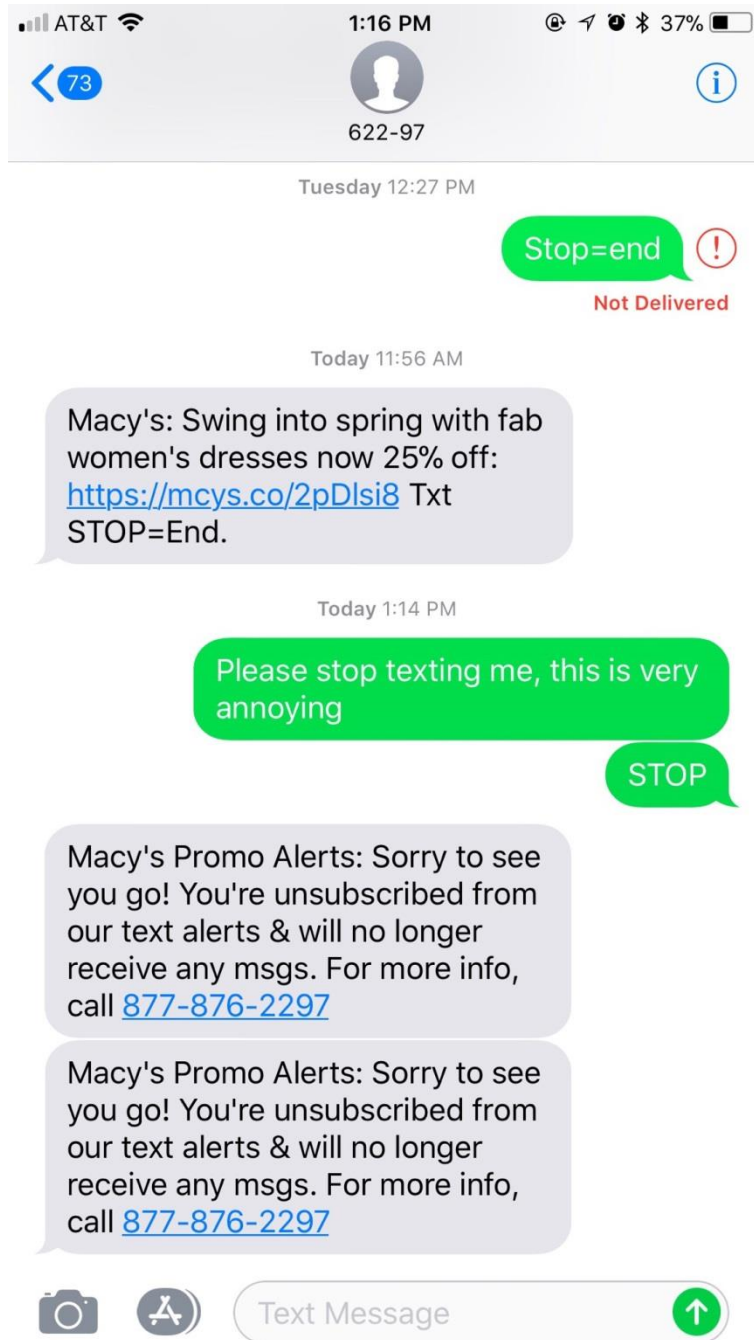 AT&T 1:16 PM 37%
73
622-97
Tuesday 12:27 PM
Stop=end
Not Delivered
Today 11:56 AM
Macy's: Swing into spring with fab
women's dresses now 25% off:
https://mcys.co/2pDlsi8 Txt
STOP=End.
Today 1:14 PM
Please stop texting me, this is very
annoying
STOP
Macy's Promo Alerts: Sorry to see
you go! You're unsubscribed from
our text alerts & will no longer
receive any msgs. For more info,
call 877-876-2297
Macy's Promo Alerts: Sorry to see
you go! You're unsubscribed from
our text alerts & will no longer
receive any msgs. For more info,
call 877-876-2297
Text Message